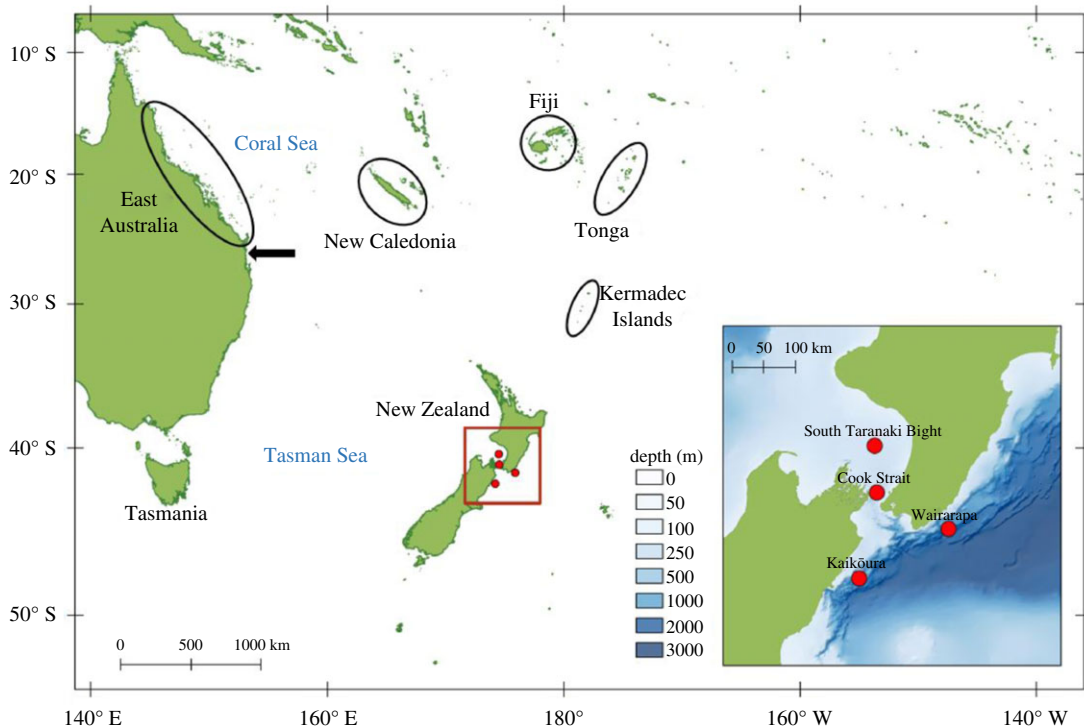 10° S
20° S
30° S
40° S
50° S
140° E
160° E
180°
160° W
140° W
Coral Sea
East
Australia
New Caledonia
Fiji
Tonga
Kermadec
Islands
New Zealand
Tasman Sea
Tasmania
0 500 1000 km
depth (m)
0
50
100
250
500
1000
2000
3000
0 50 100 km
South Taranaki Bight
Cook Strait
Wairarapa
Kaikōura